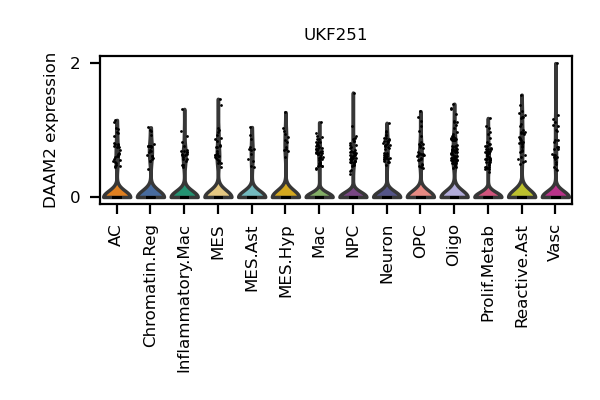 UKF251
DAAM2 expression
2
0
AC
Chromatin.Reg
Inflammatory.Mac
MES
MES.Ast
MES.Hyp
Mac
NPC
Neuron
OPC
Oligo
Prolif.Metab
Reactive.Ast
Vasc